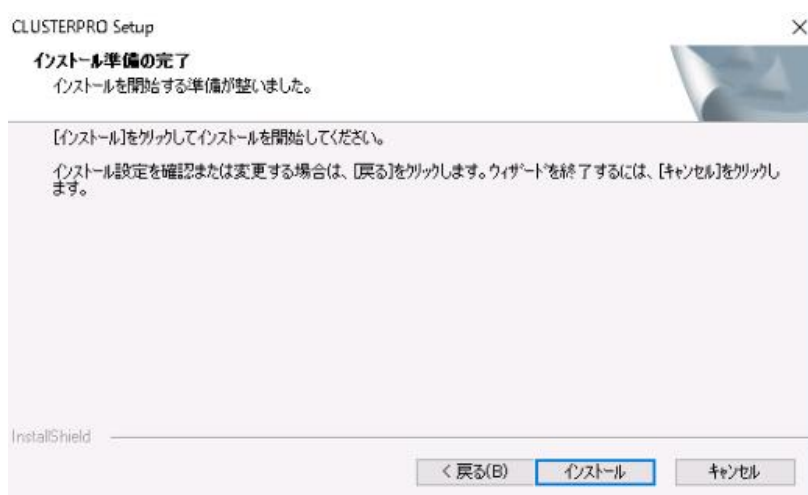 CLUSTERPRO Setup
インストール準備の完了
インストールを開始する準備が整いました。
[インストール]をクリックしてインストールを開始してください。
インストール設定を確認または変更する場合は、[戻る]をクリックします。ウィザードを終了するには、[キャンセル]をクリックし
ます。
InstallShield
< 戻る(B)
インストール
キャンセル